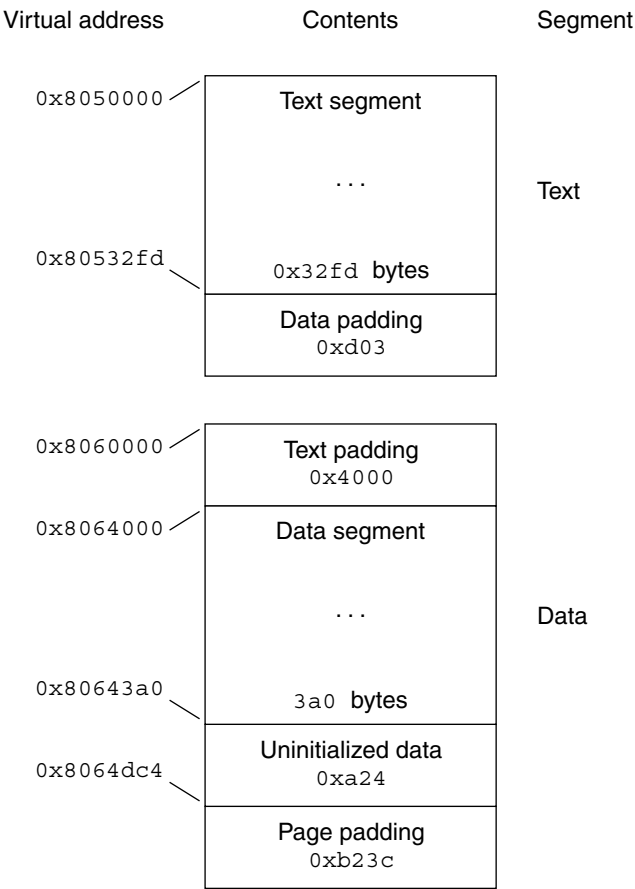 Virtual address Contents Segment
0x8050000
Text segment
...
Text
0x80532fd
0x32fd bytes
Data padding
0xd03
0x8060000
Text padding
0x4000
0x8064000
Data segment
...
Data
0x80643a0
3a0 bytes
Uninitialized data
0x8064dc4
0xa24
Page padding
0xb23c